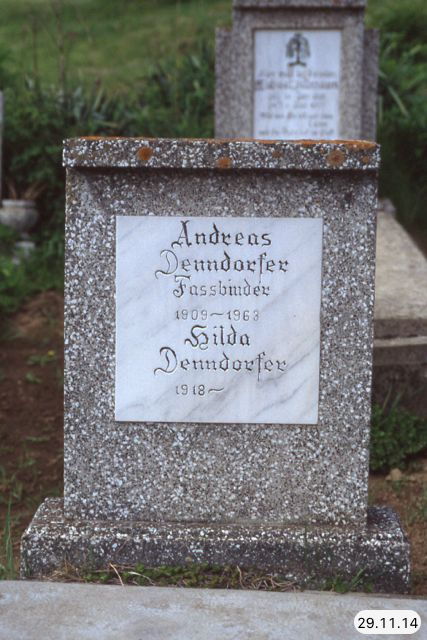 Andreas
Denndorfer
Fassbinder
1909~1963
Hilda
Denndorfer
1918~
29.11.14